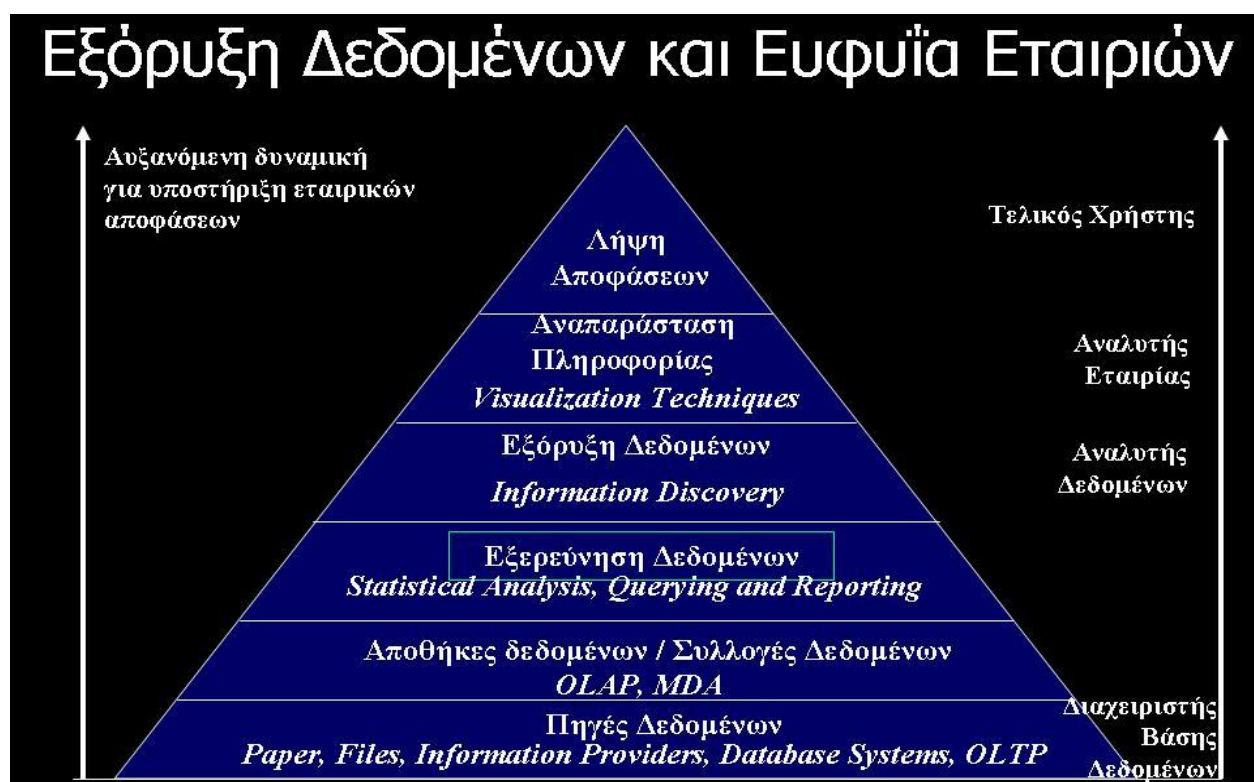 Εξόρυξη Δεδομένων και Ευφυΐα Εταιριών
Αυξανόμενη δυναμική
για υποστήριξη εταιρικών
αποφάσεων
Τελικός Χρήστης
Λήψη
Αποφάσεων
Αναπαράσταση
Πληροφορίας
Visualization Techniques
Αναλυτής
Εταιρίας
Εξόρυξη Δεδομένων
Information Discovery
Αναλυτής
Δεδομένων
Εξερεύνηση Δεδομένων
Statistical Analysis, Querying and Reporting
Αποθήκες δεδομένων / Συλλογές Δεδομένων
OLAP, MDA
Πηγές Δεδομένων
Paper, Files, Information Providers, Database Systems, OLTP
Διαχειριστής
Βάσης
Δεδομένων